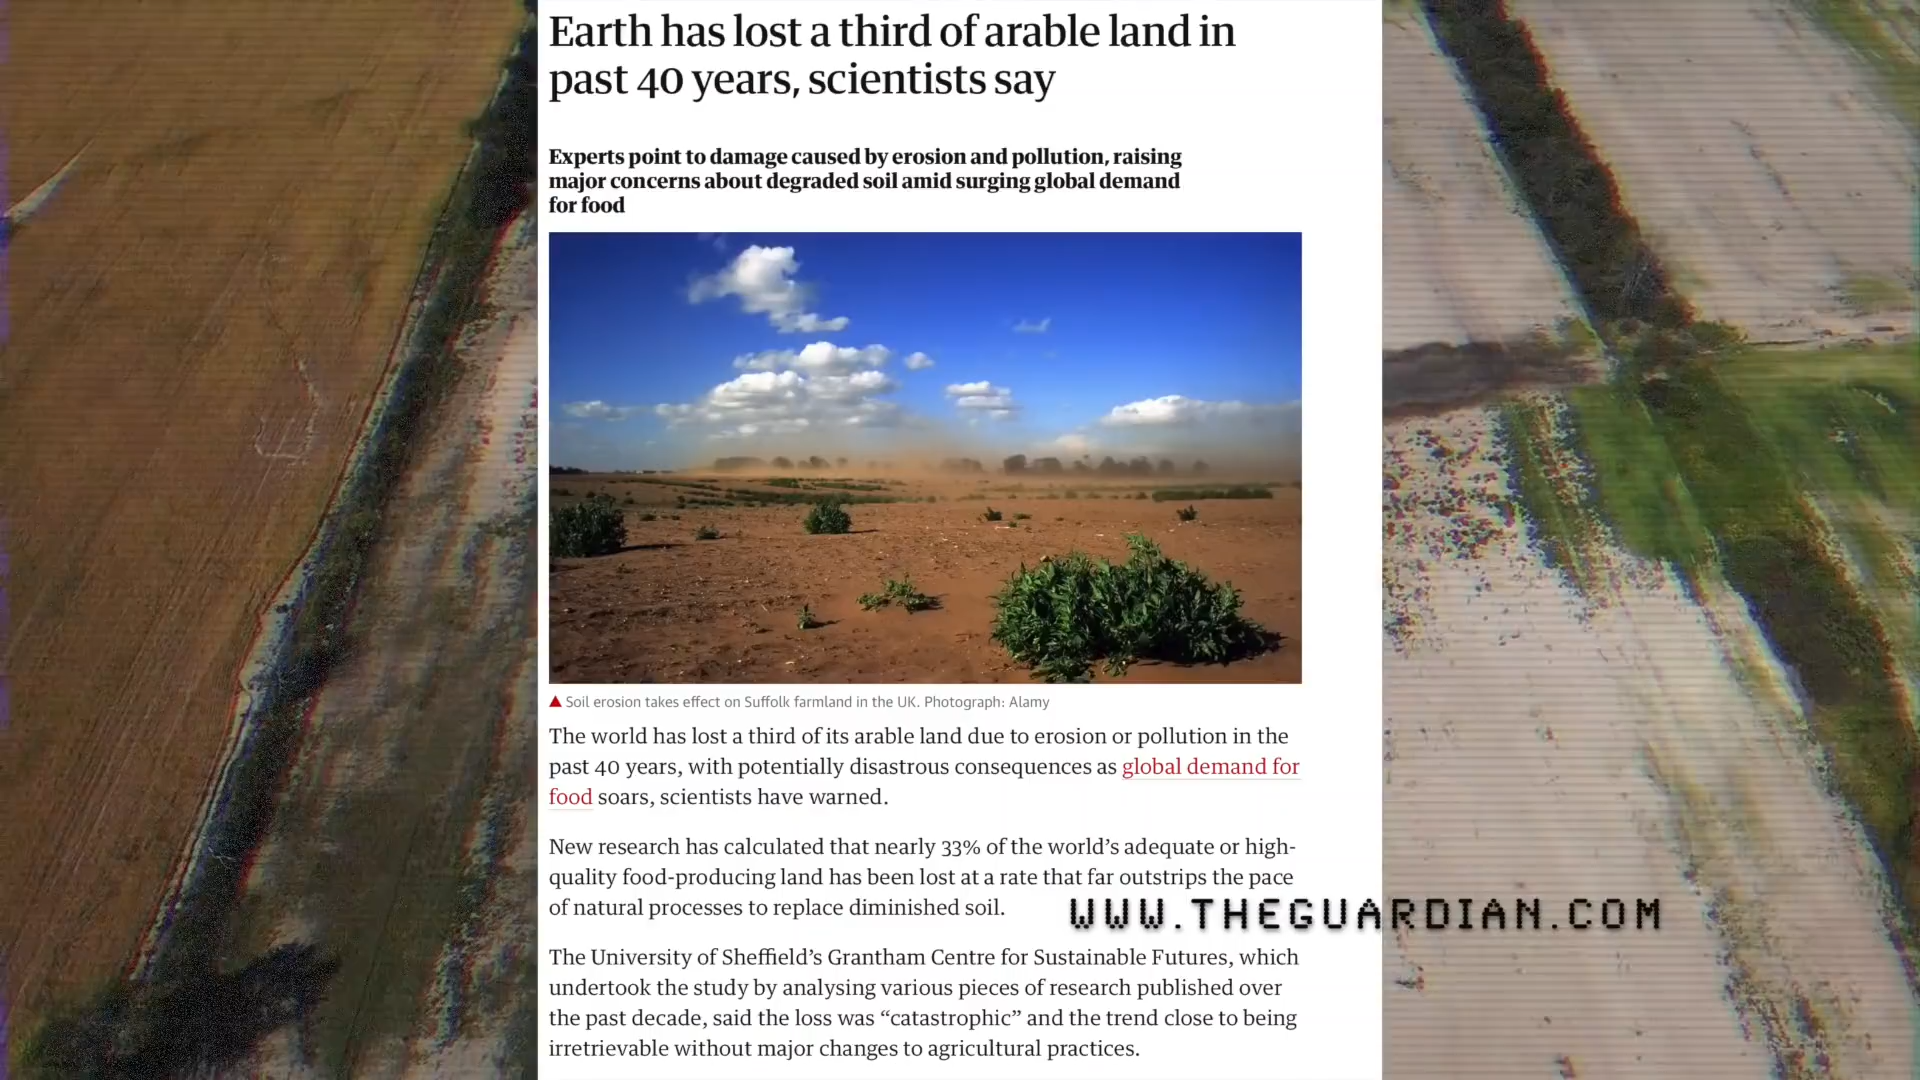 Earth has lost a third of arable land in
past 40 years, scientists say
Experts point to damage caused by erosion and pollution, raising
major concerns about degraded soil amid surging global demand
for food
▲ Soil erosion takes effect on Suffolk farmland in the UK. Photograph: Alamy
The world has lost a third of its arable land due to erosion or pollution in the
past 40 years, with potentially disastrous consequences as global demand for
food soars, scientists have warned.
New research has calculated that nearly 33% of the world’s adequate or high-
quality food-producing land has been lost at a rate that far outstrips the pace
of natural processes to replace diminished soil.
WWW.THEGUARDIAN.COM
The University of Sheffield’s Grantham Centre for Sustainable Futures, which
undertook the study by analysing various pieces of research published over
the past decade, said the loss was “catastrophic” and the trend close to being
irretrievable without major changes to agricultural practices.